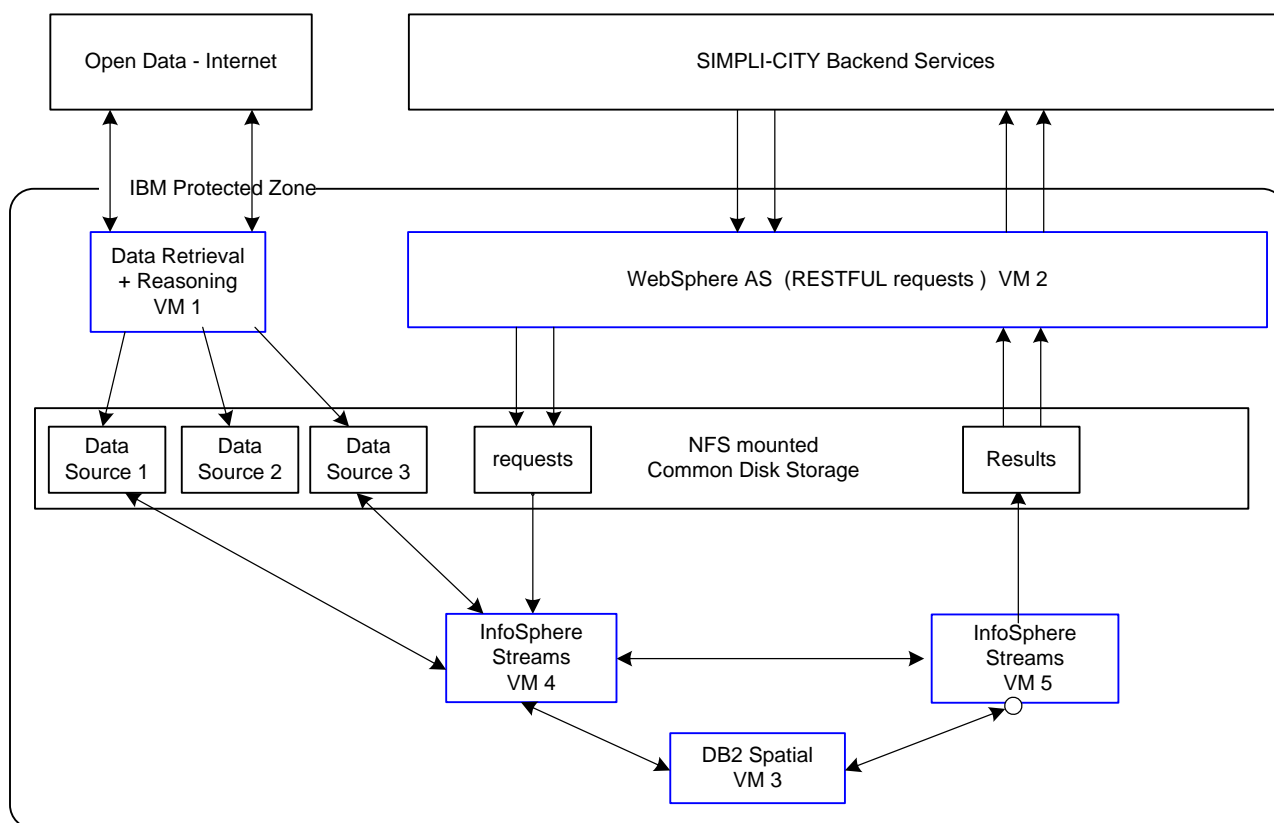 Open Data - Internet
SIMPLI-CITY Backend Services
IBM Protected Zone
Data Retrieval
+ Reasoning
VM 1
WebSphere AS (RESTFUL requests ) VM 2
Data
Source 1
Data
Source 2
Data
Source 3
requests
NFS mounted
Common Disk Storage
Results
InfoSphere
Streams
VM 4
InfoSphere
Streams
VM 5
DB2 Spatial
VM 3